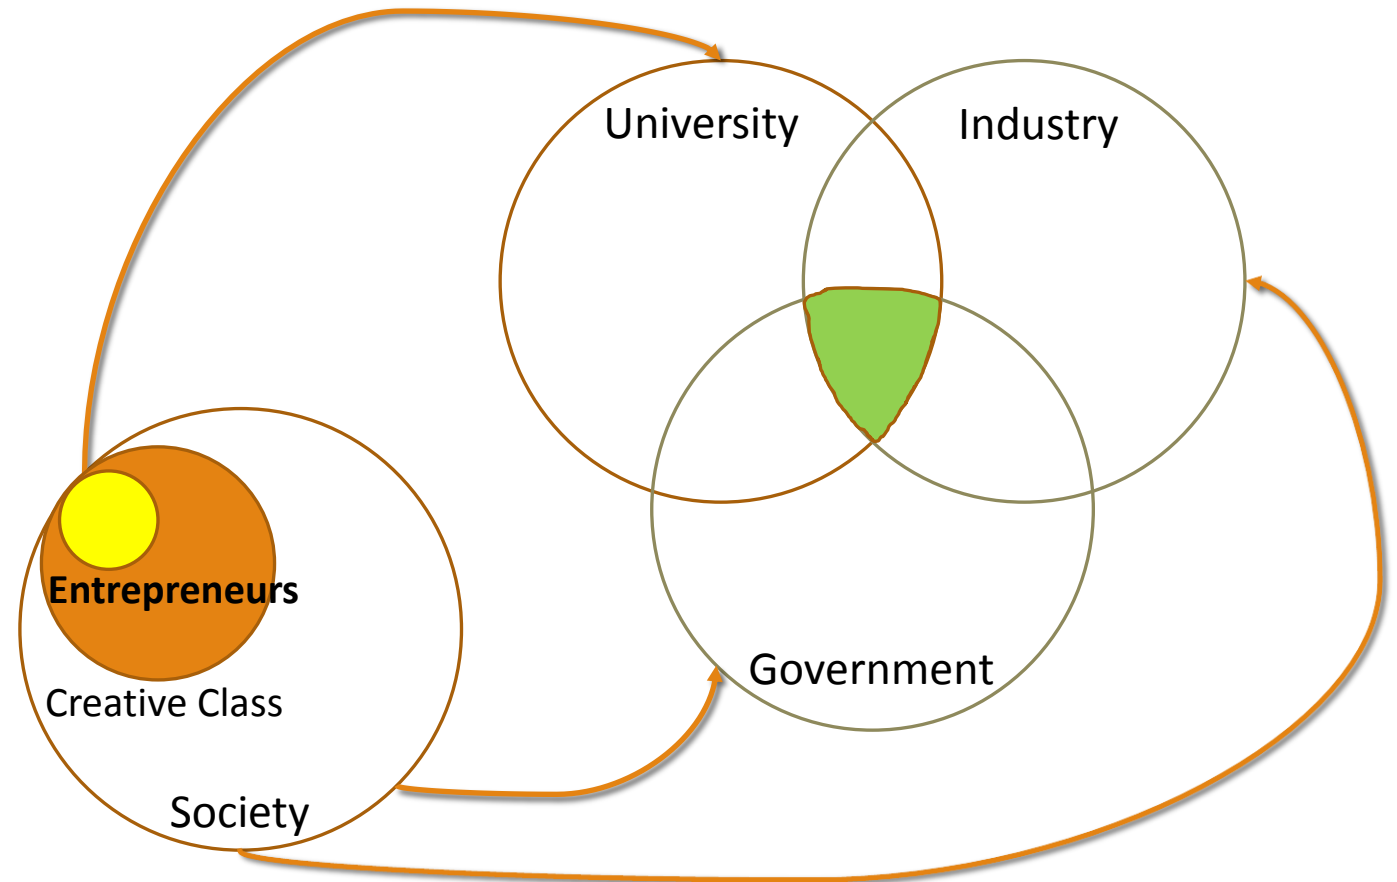 University
Industry
Entrepreneurs
Government
Creative Class
Society